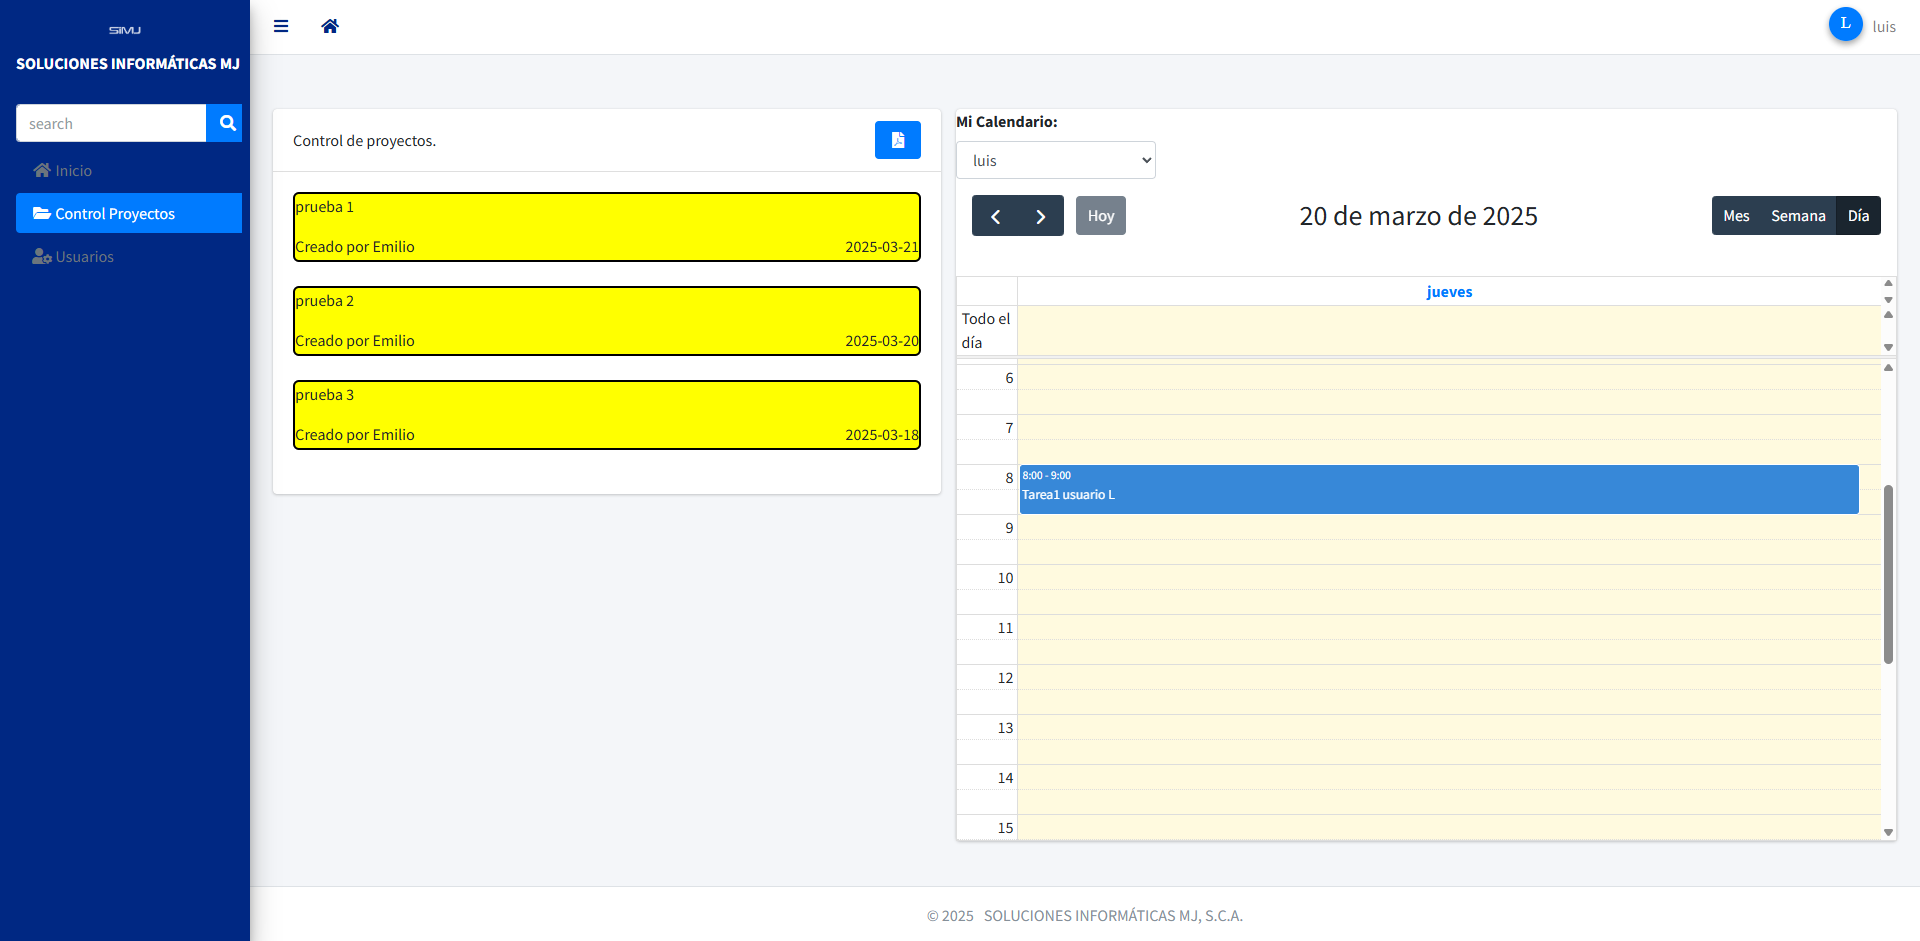 SIMJ
SOLUCIONES INFORMÁTICAS MJ
search
Inicio
Control Proyectos
Usuarios
L
luis
Control de proyectos.
prueba 1
Creado por Emilio 2025-03-21
prueba 2
Creado por Emilio 2025-03-20
prueba 3
Creado por Emilio 2025-03-18
Mi Calendario:
luis
Hoy
20 de marzo de 2025
Mes Semana Día
jueves
Todo el
día
6
7
8
8:00 - 9:00
Tarea1 usuario L
9
10
11
12
13
14
15
© 2025 SOLUCIONES INFORMÁTICAS MJ, S.C.A.